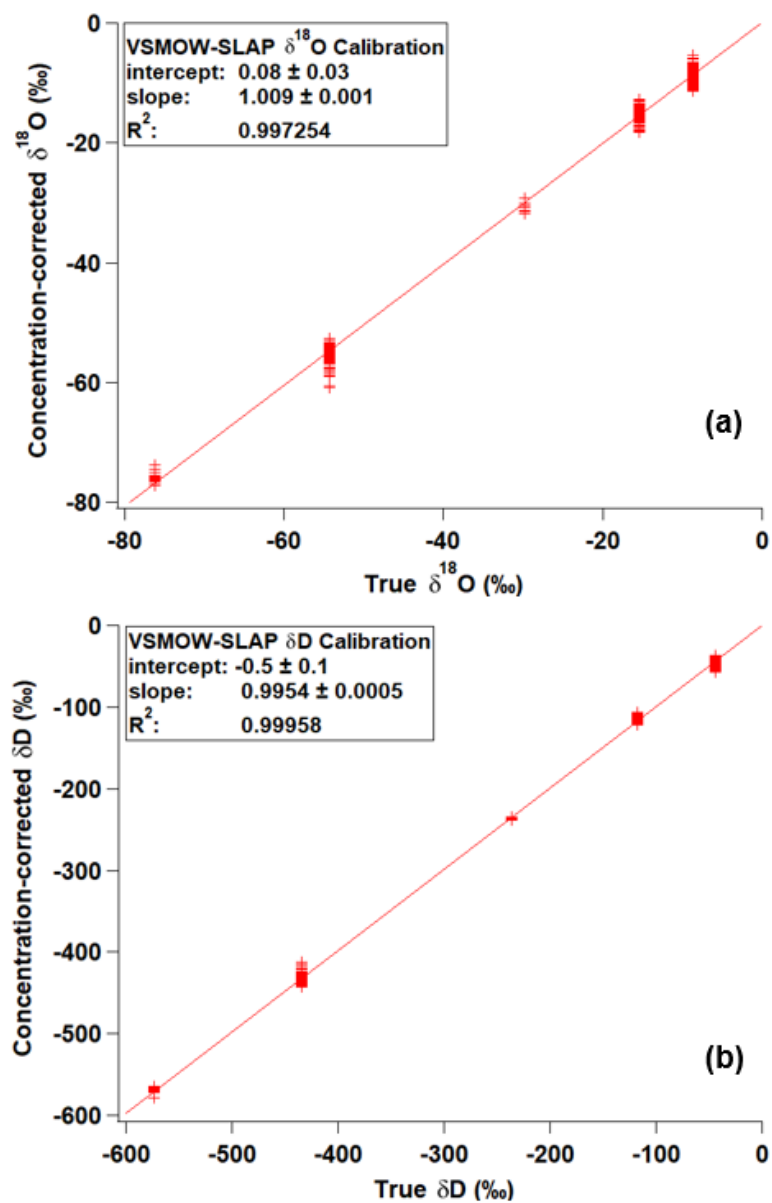 VSMOW-SLAP δ¹⁸O Calibration
intercept: 0.08 ± 0.03
slope: 1.009 ± 0.001
R²: 0.997254
Concentration-corrected δ¹⁸O (‰)
0
-20
-40
-60
-80
(a)
-80 -60 -40 -20 0
True δ¹⁸O (‰)
VSMOW-SLAP δD Calibration
intercept: -0.5 ± 0.1
slope: 0.9954 ± 0.0005
R²: 0.99958
Concentration-corrected δD (‰)
0
-100
-200
-300
-400
-500
-600
(b)
-600 -500 -400 -300 -200 -100 0
True δD (‰)